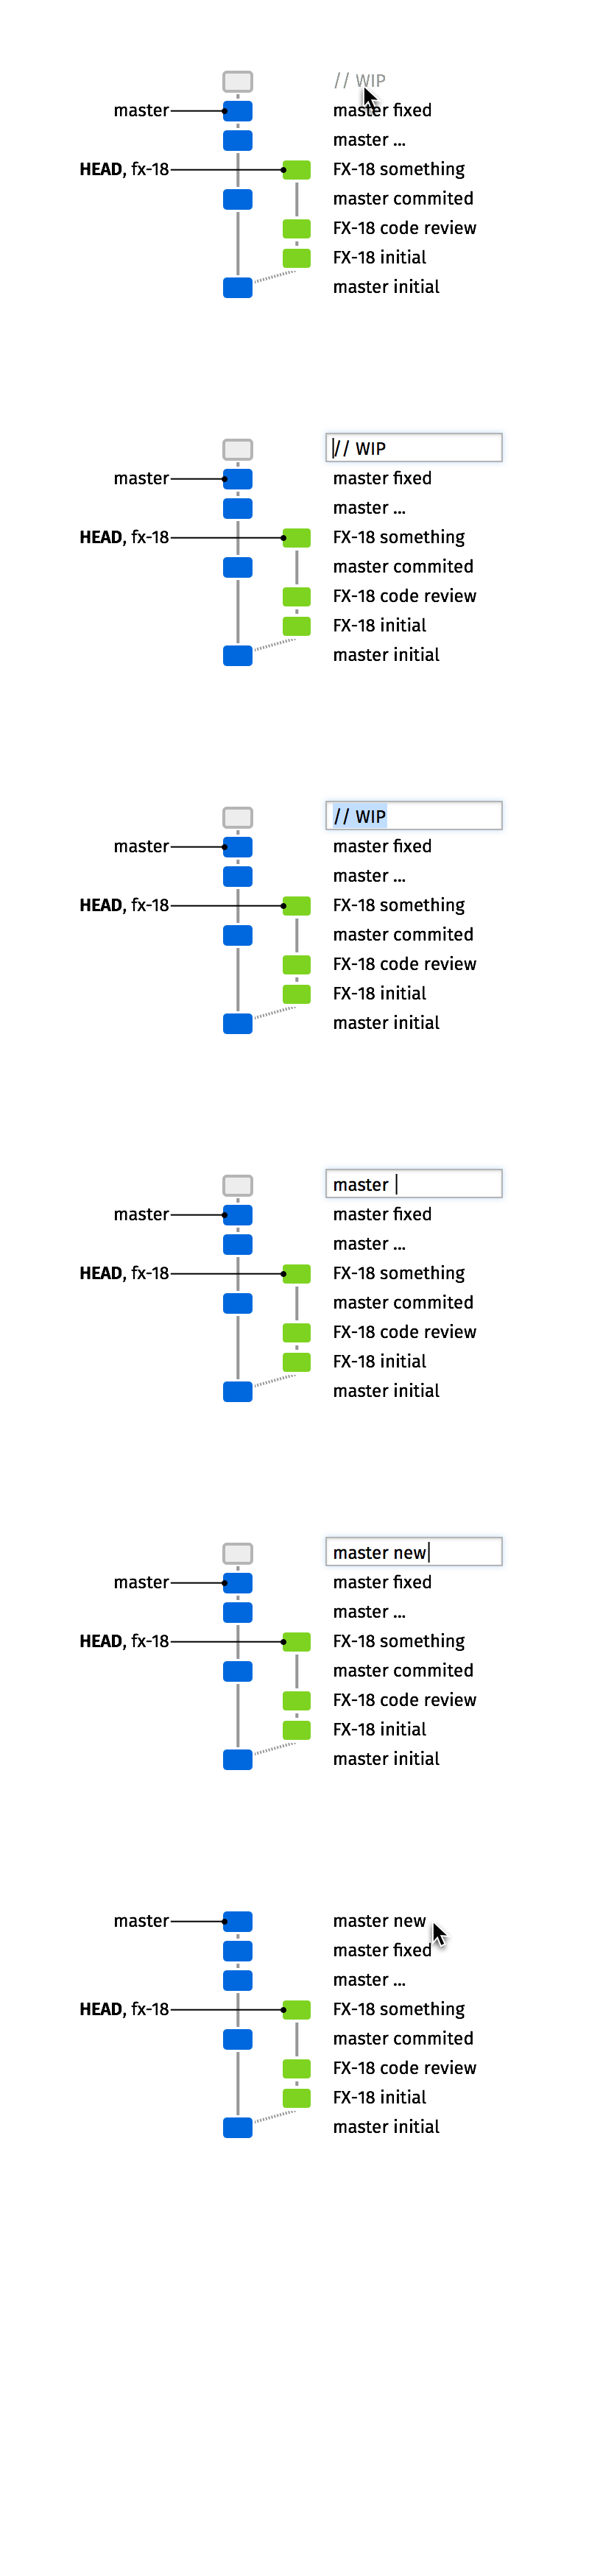 // WIP
master master fixed
master ...
HEAD, fx-18 FX-18 something
master commited
FX-18 code review
FX-18 initial
master initial
// WIP
master master fixed
master ...
HEAD, fx-18 FX-18 something
master commited
FX-18 code review
FX-18 initial
master initial
// WIP
master master fixed
master ...
HEAD, fx-18 FX-18 something
master commited
FX-18 code review
FX-18 initial
master initial
master
master master fixed
master ...
HEAD, fx-18 FX-18 something
master commited
FX-18 code review
FX-18 initial
master initial
master new
master master fixed
master ...
HEAD, fx-18 FX-18 something
master commited
FX-18 code review
FX-18 initial
master initial
master master new
master fixed
master ...
HEAD, fx-18 FX-18 something
master commited
FX-18 code review
FX-18 initial
master initial